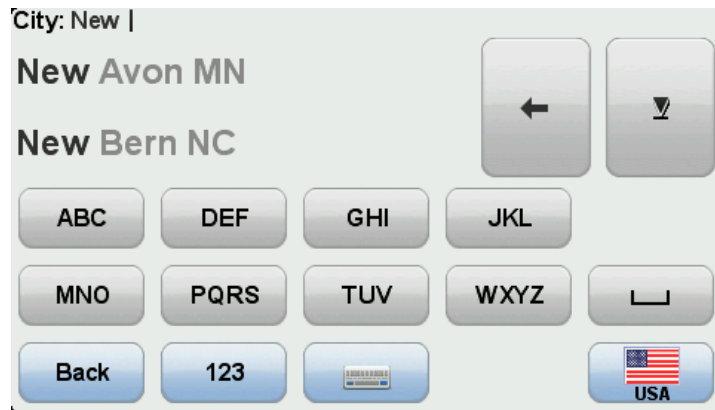 City: New |
New Avon MN
New Bern NC
ABC DEF GHI JKL
MNO PQRS TUV WXYZ
Back 123 USA